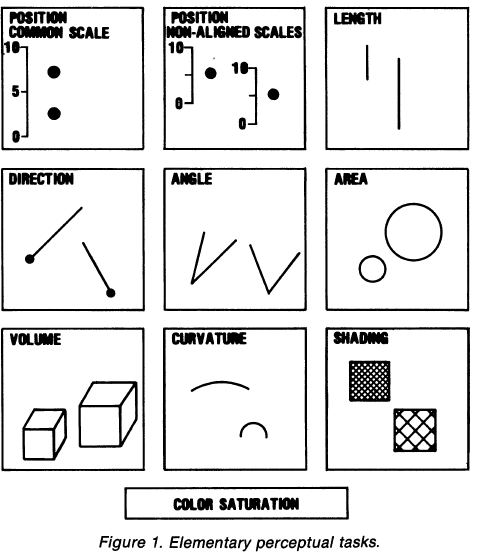 POSITION
COMMON SCALE
10
5
0
POSITION
NON-ALIGNED SCALES
10
0
10
0
LENGTH
DIRECTION
ANGLE
AREA
VOLUME
CURVATURE
SHADING
COLOR SATURATION
Figure 1. Elementary perceptual tasks.